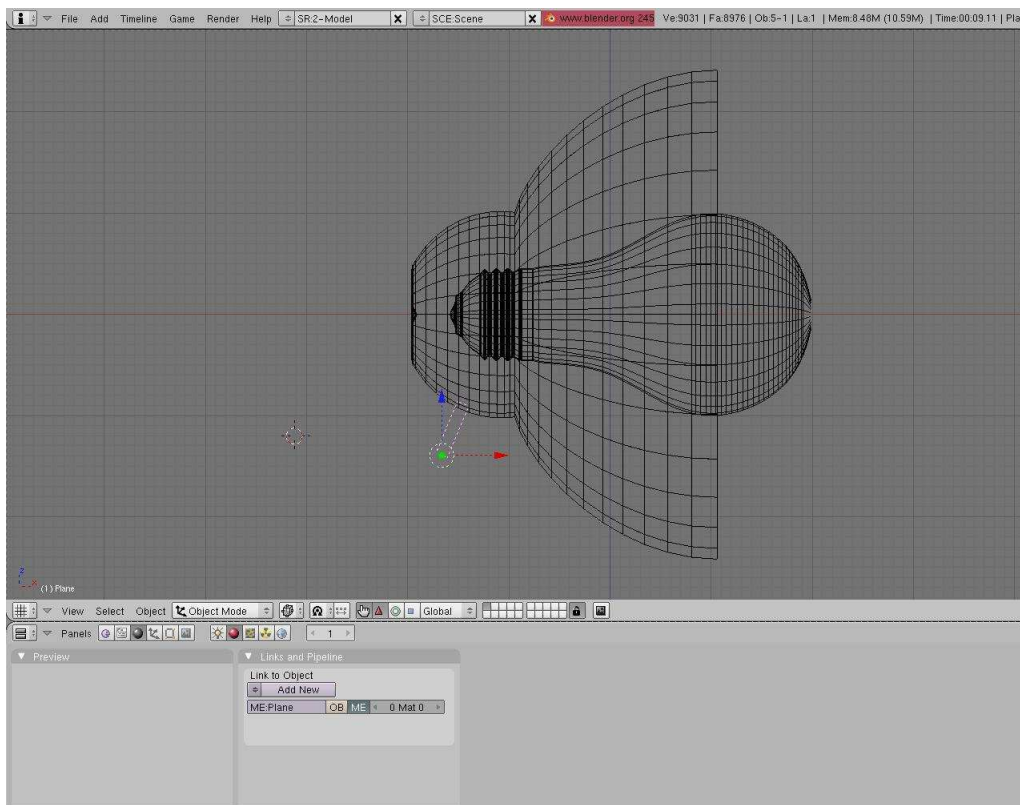 File Add Timeline Game Render Help SR:2-Model SCE:Scene www.blender.org 245 Ve:9031 | Fa:8976 | Ob:5-1 | La:1 | Mem:8.48M (10.59M) | Time:00:09.11 | Pla
z
x
(1) Plane
View Select Object Object Mode Global
Panels 1
Preview Links and Pipeline
Link to Object
Add New
ME:Plane OB ME 0 Mat 0